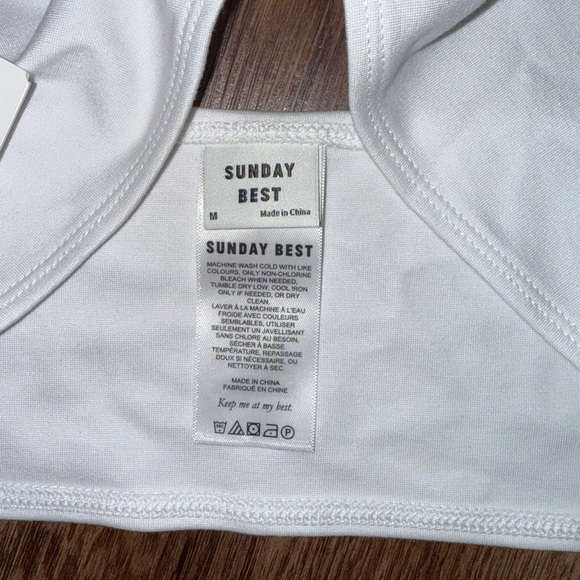 SUNDAY
BEST
M Made in China
SUNDAY BEST
MACHINE WASH COLD WITH LIKE
COLOURS, ONLY NON-CHLORINE
BLEACH WHEN NEEDED,
TUMBLE DRY LOW, COOL IRON
ONLY IF NEEDED, OR DRY
CLEAN.
LAVER À LA MACHINE À L'EAU
FROIDE AVEC COULEURS
SEMBLABLES, UTILISER
SEULEMENT UN JAVELLISANT
SANS CHLORE AU BESOIN,
SÉCHER À BASSE
TEMPÉRATURE, REPASSAGE
DOUX SI NÉCESSAIRE, OU
NETTOYER À SEC.
MADE IN CHINA
FABRIQUÉ EN CHINE
Keep me at my best.
P